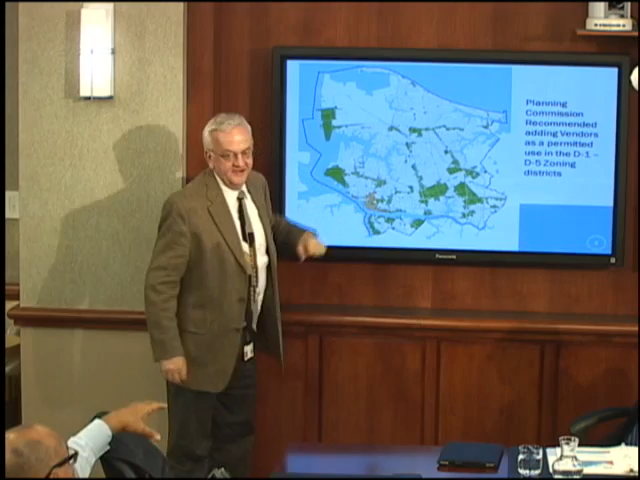 Planning
Commission
Recommended
adding Vendors
as a permitted
use in the D-1 –
D-5 Zoning
districts
Panasonic